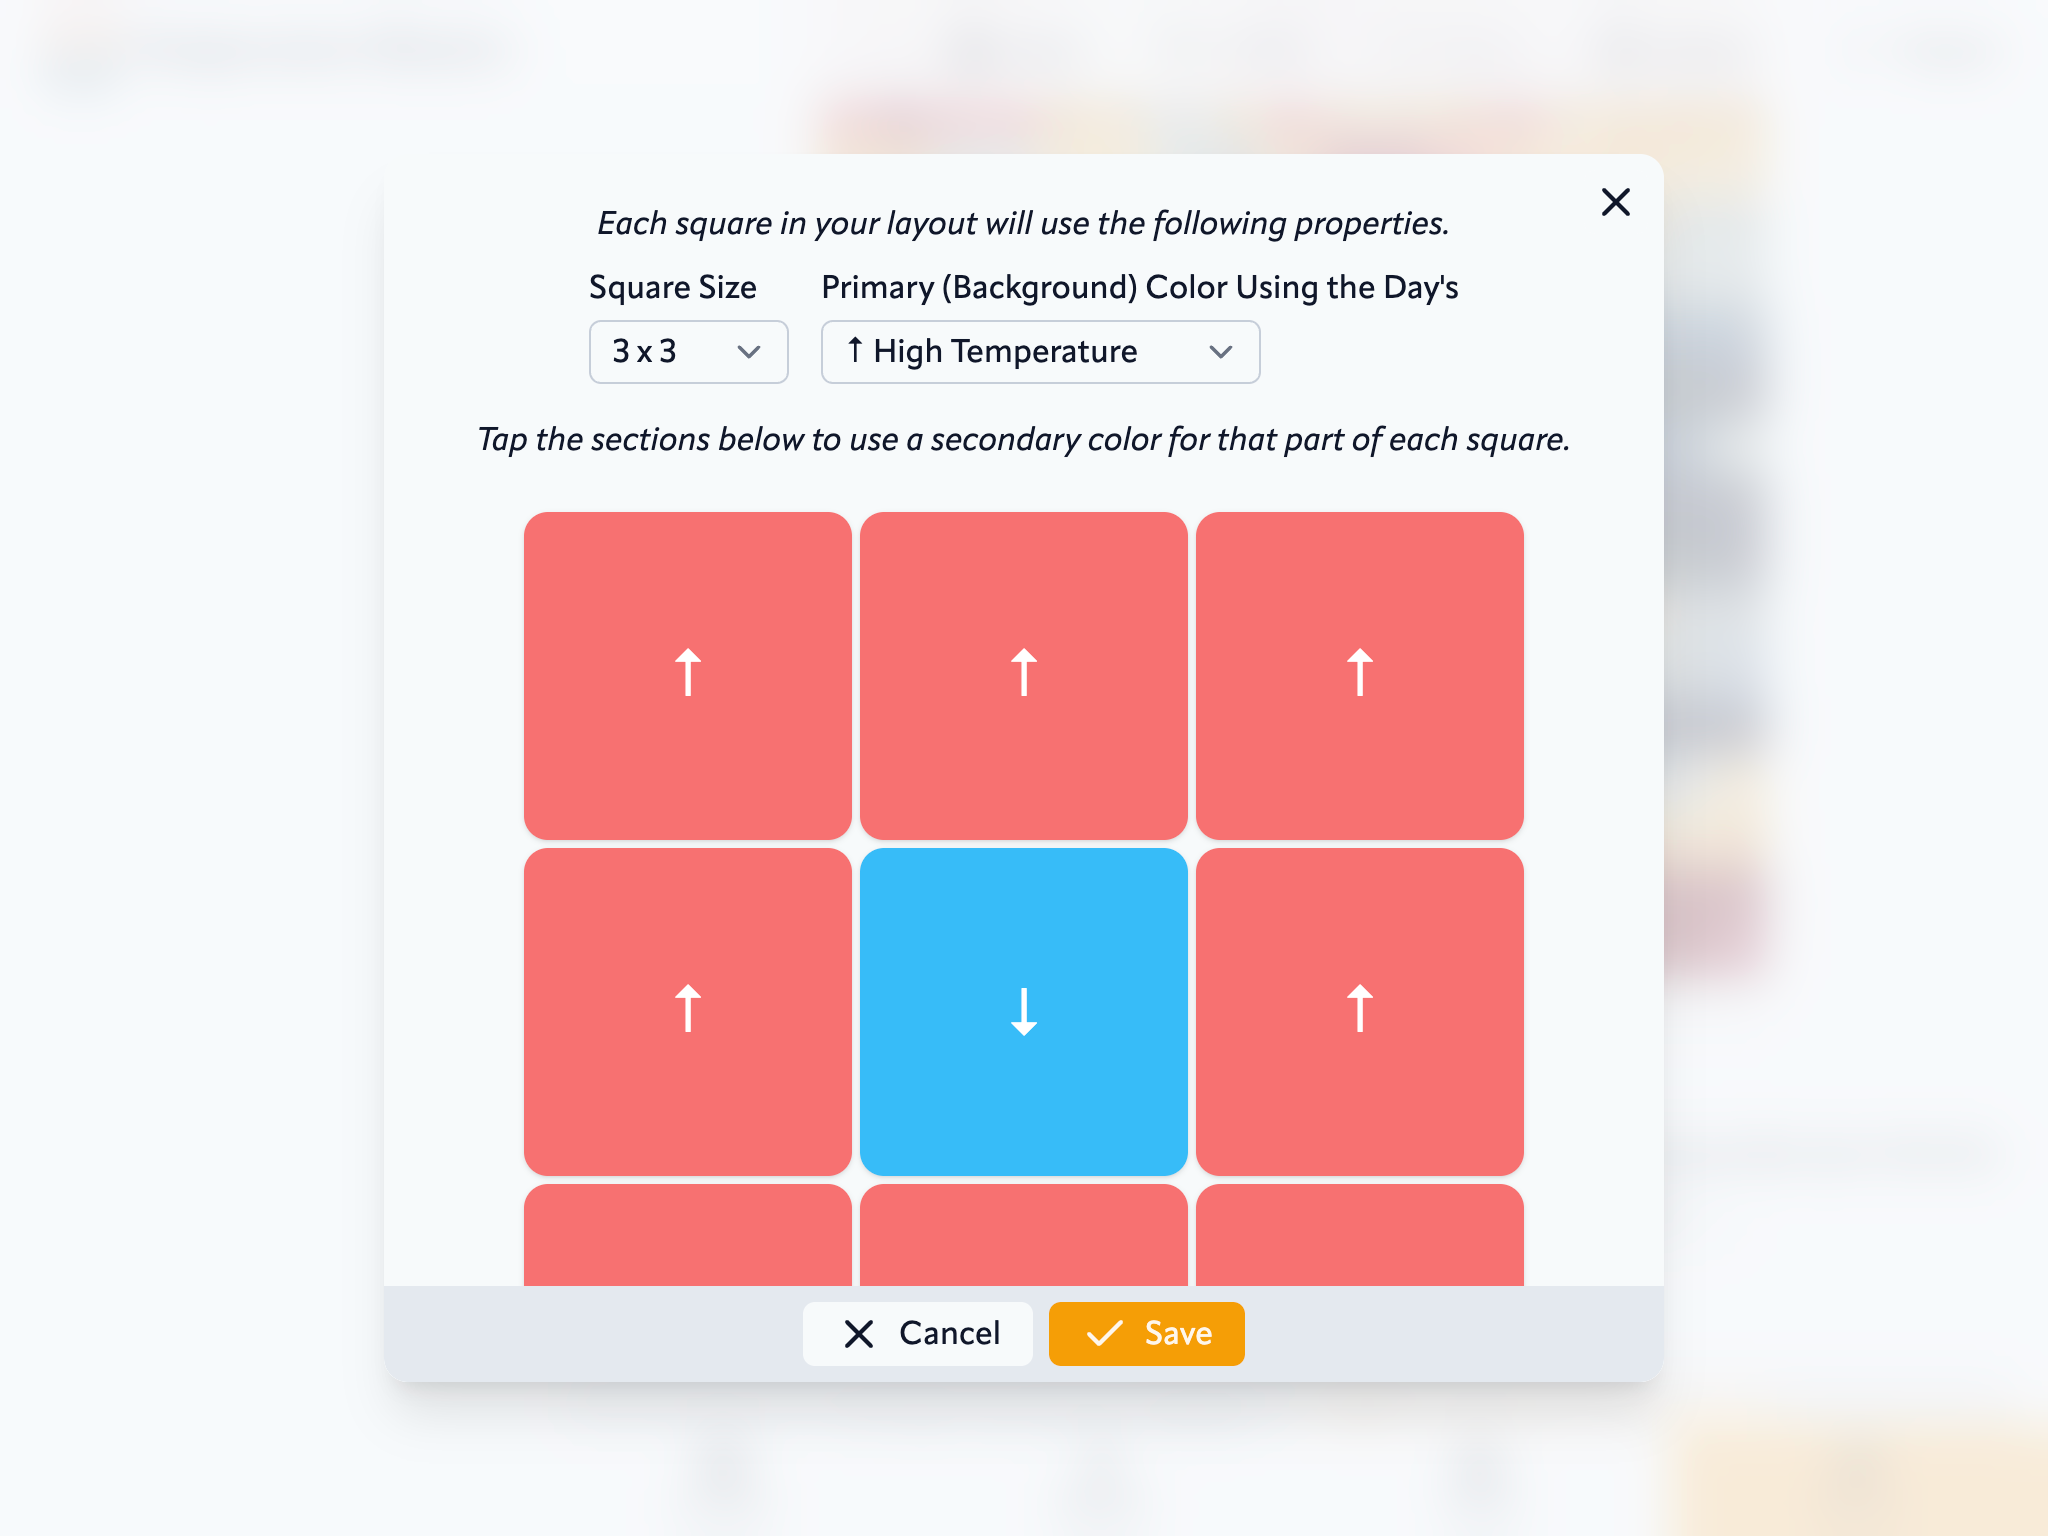 Each square in your layout will use the following properties.
Square Size
Primary (Background) Color Using the Day's
3 x 3
↑ High Temperature
Tap the sections below to use a secondary color for that part of each square.
↑ ↑ ↑
↑ ↓ ↑
Cancel
Save